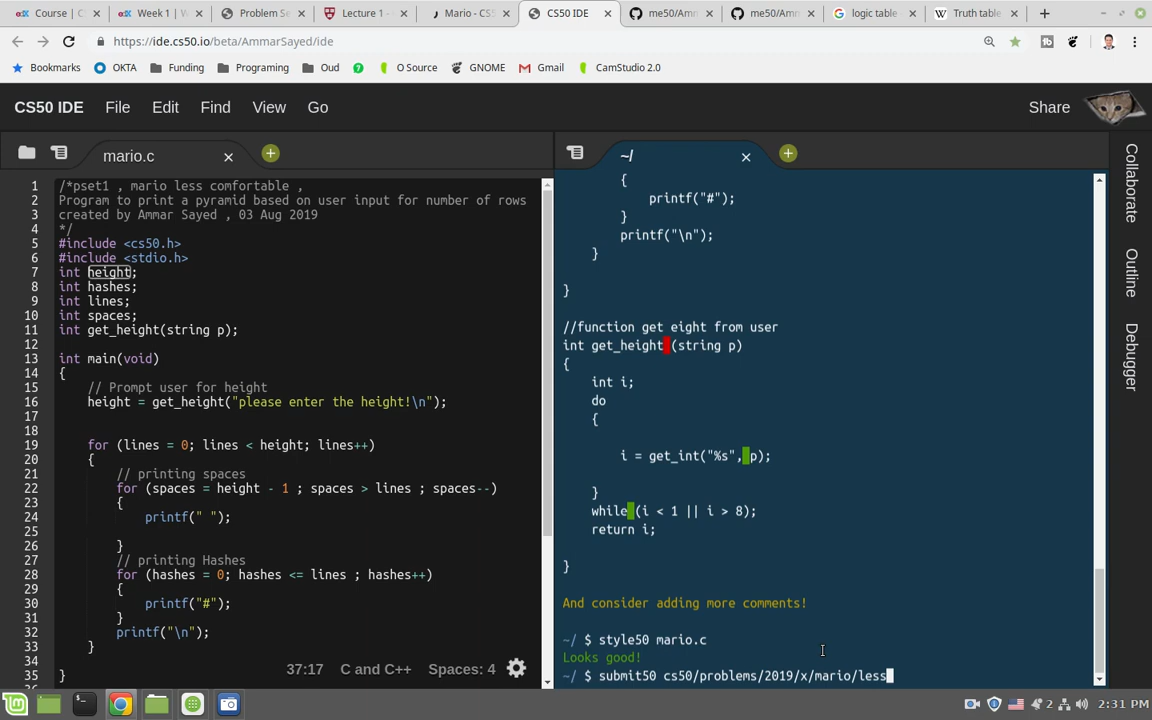 Course | C
Week 1 | W
Problem Se
Lecture 1 -
Mario - CS5
CS50 IDE
me50/Amm
me50/Amm
logic table
Truth table
https://ide.cs50.io/beta/AmmarSayed/ide
Bookmarks
OKTA
Funding
Programing
Oud
O Source
GNOME
Gmail
CamStudio 2.0
CS50 IDE File Edit Find View Go Share
mario.c
1 /*pset1 , mario less comfortable ,
2 Program to print a pyramid based on user input for number of rows
3 created by Ammar Sayed , 03 Aug 2019
4 */
5 #include <cs50.h>
6 #include <stdio.h>
7 int height;
8 int hashes;
9 int lines;
10 int spaces;
11 int get_height(string p);
12
13 int main(void)
14 {
15 // Prompt user for height
16 height = get_height("please enter the height!\n");
17
18
19 for (lines = 0; lines < height; lines++)
20 {
21 // printing spaces
22 for (spaces = height - 1 ; spaces > lines ; spaces--)
23 {
24 printf(" ");
25
26 }
27 // printing Hashes
28 for (hashes = 0; hashes <= lines ; hashes++)
29 {
30 printf("#");
31 }
32 printf("\n");
33 }
34
35 }
37:17 C and C++ Spaces: 4
~/
{
printf("#");
}
printf("\n");
}
}
//function get eight from user
int get_height (string p)
{
int i;
do
{
i = get_int("%s", p);
}
while (i < 1 || i > 8);
return i;
}
And consider adding more comments!
~/ $ style50 mario.c
Looks good!
~/ $ submit50 cs50/problems/2019/x/mario/less
Collaborate
Outline
Debugger
2
2:31 PM